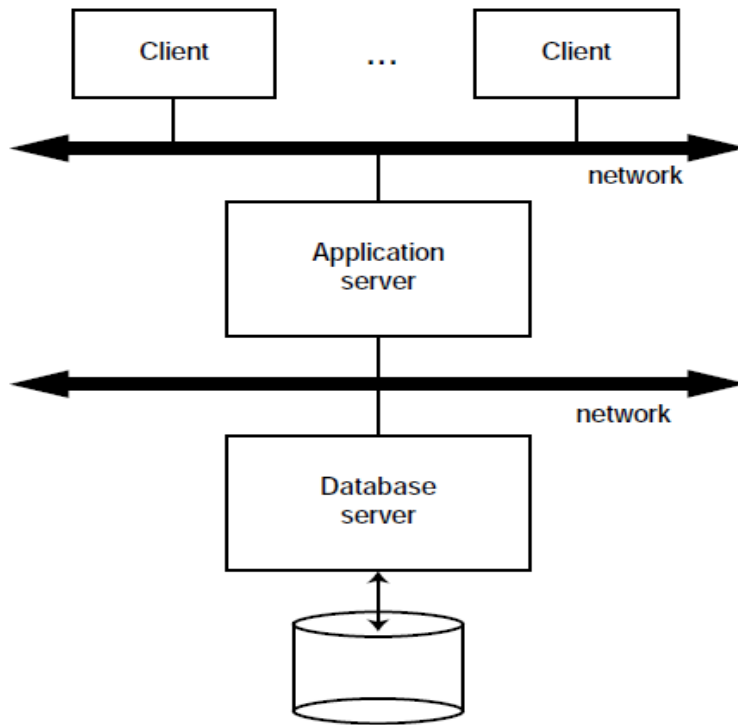 Client
...
Client
network
Application
server
network
Database
server